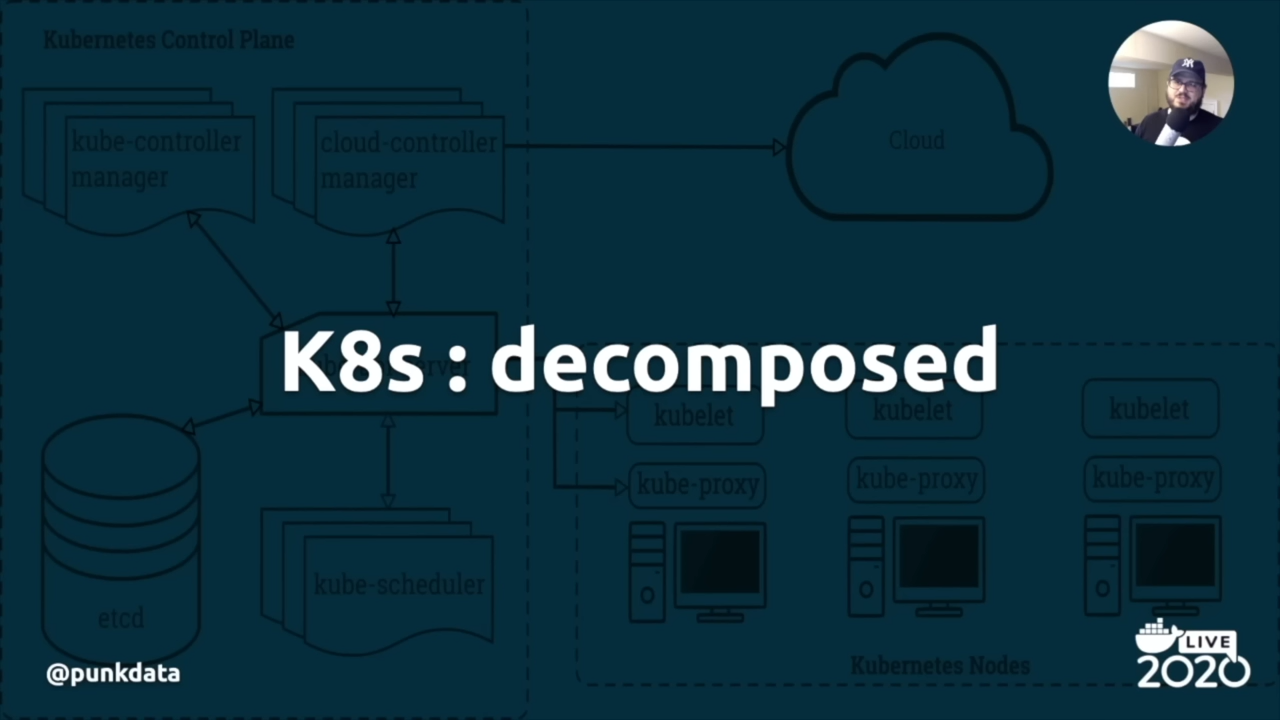 Kubernetes Control Plane
kube-controller
manager
cloud-controller
manager
Cloud
K8s : decomposed
kubelet
kubelet
kubelet
kube-proxy
kube-proxy
kube-proxy
kube-scheduler
etcd
Kubernetes Nodes
@punkdata
LIVE
2020